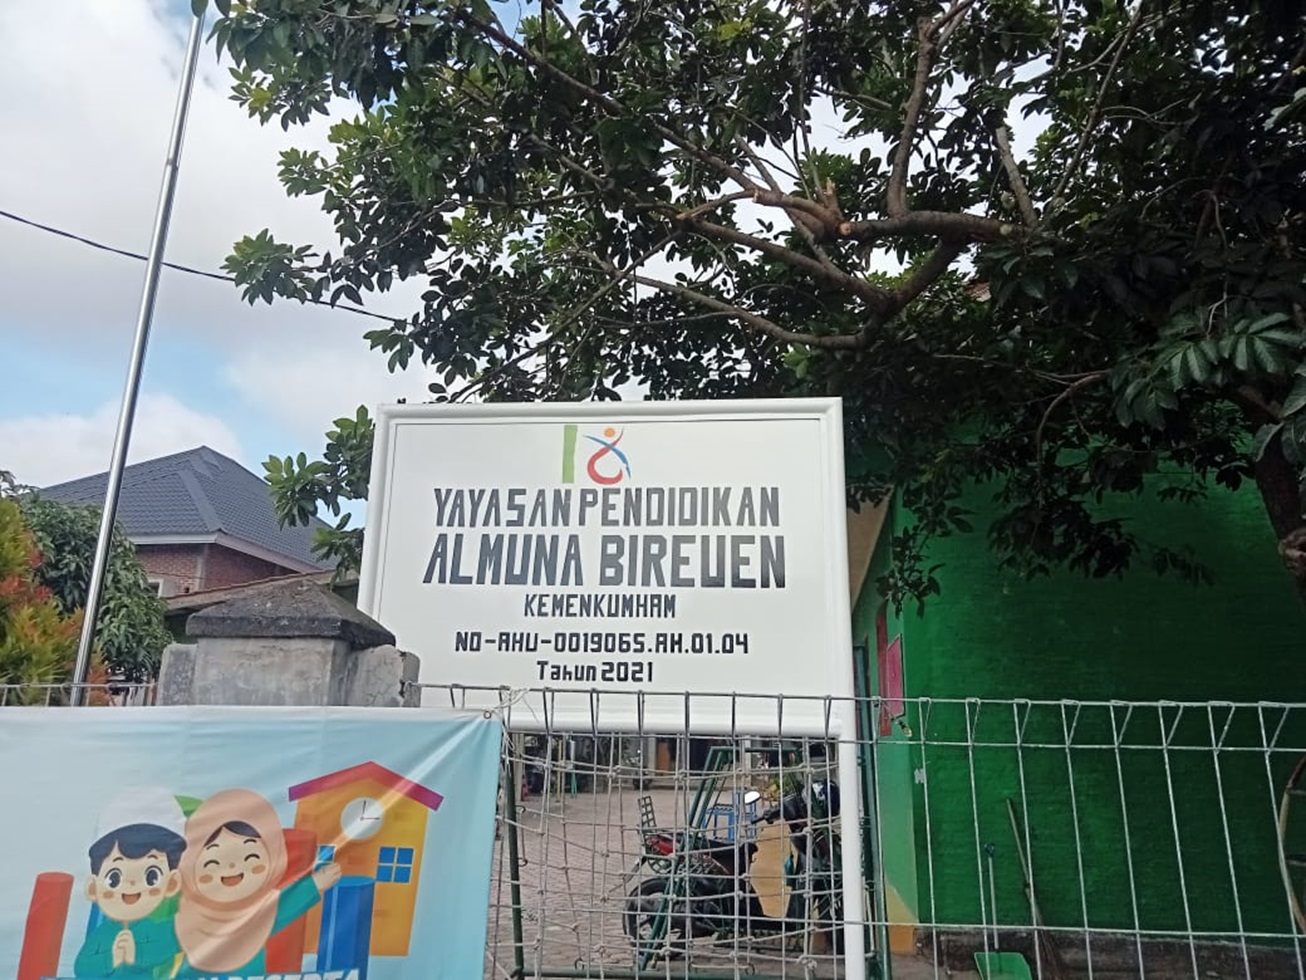 YAYASAN PENDIDIKAN
ALMUNA BIREUEN
KEMENKUMHAM
NO-AHU-0019065.AH.01.04
Tahun 2021